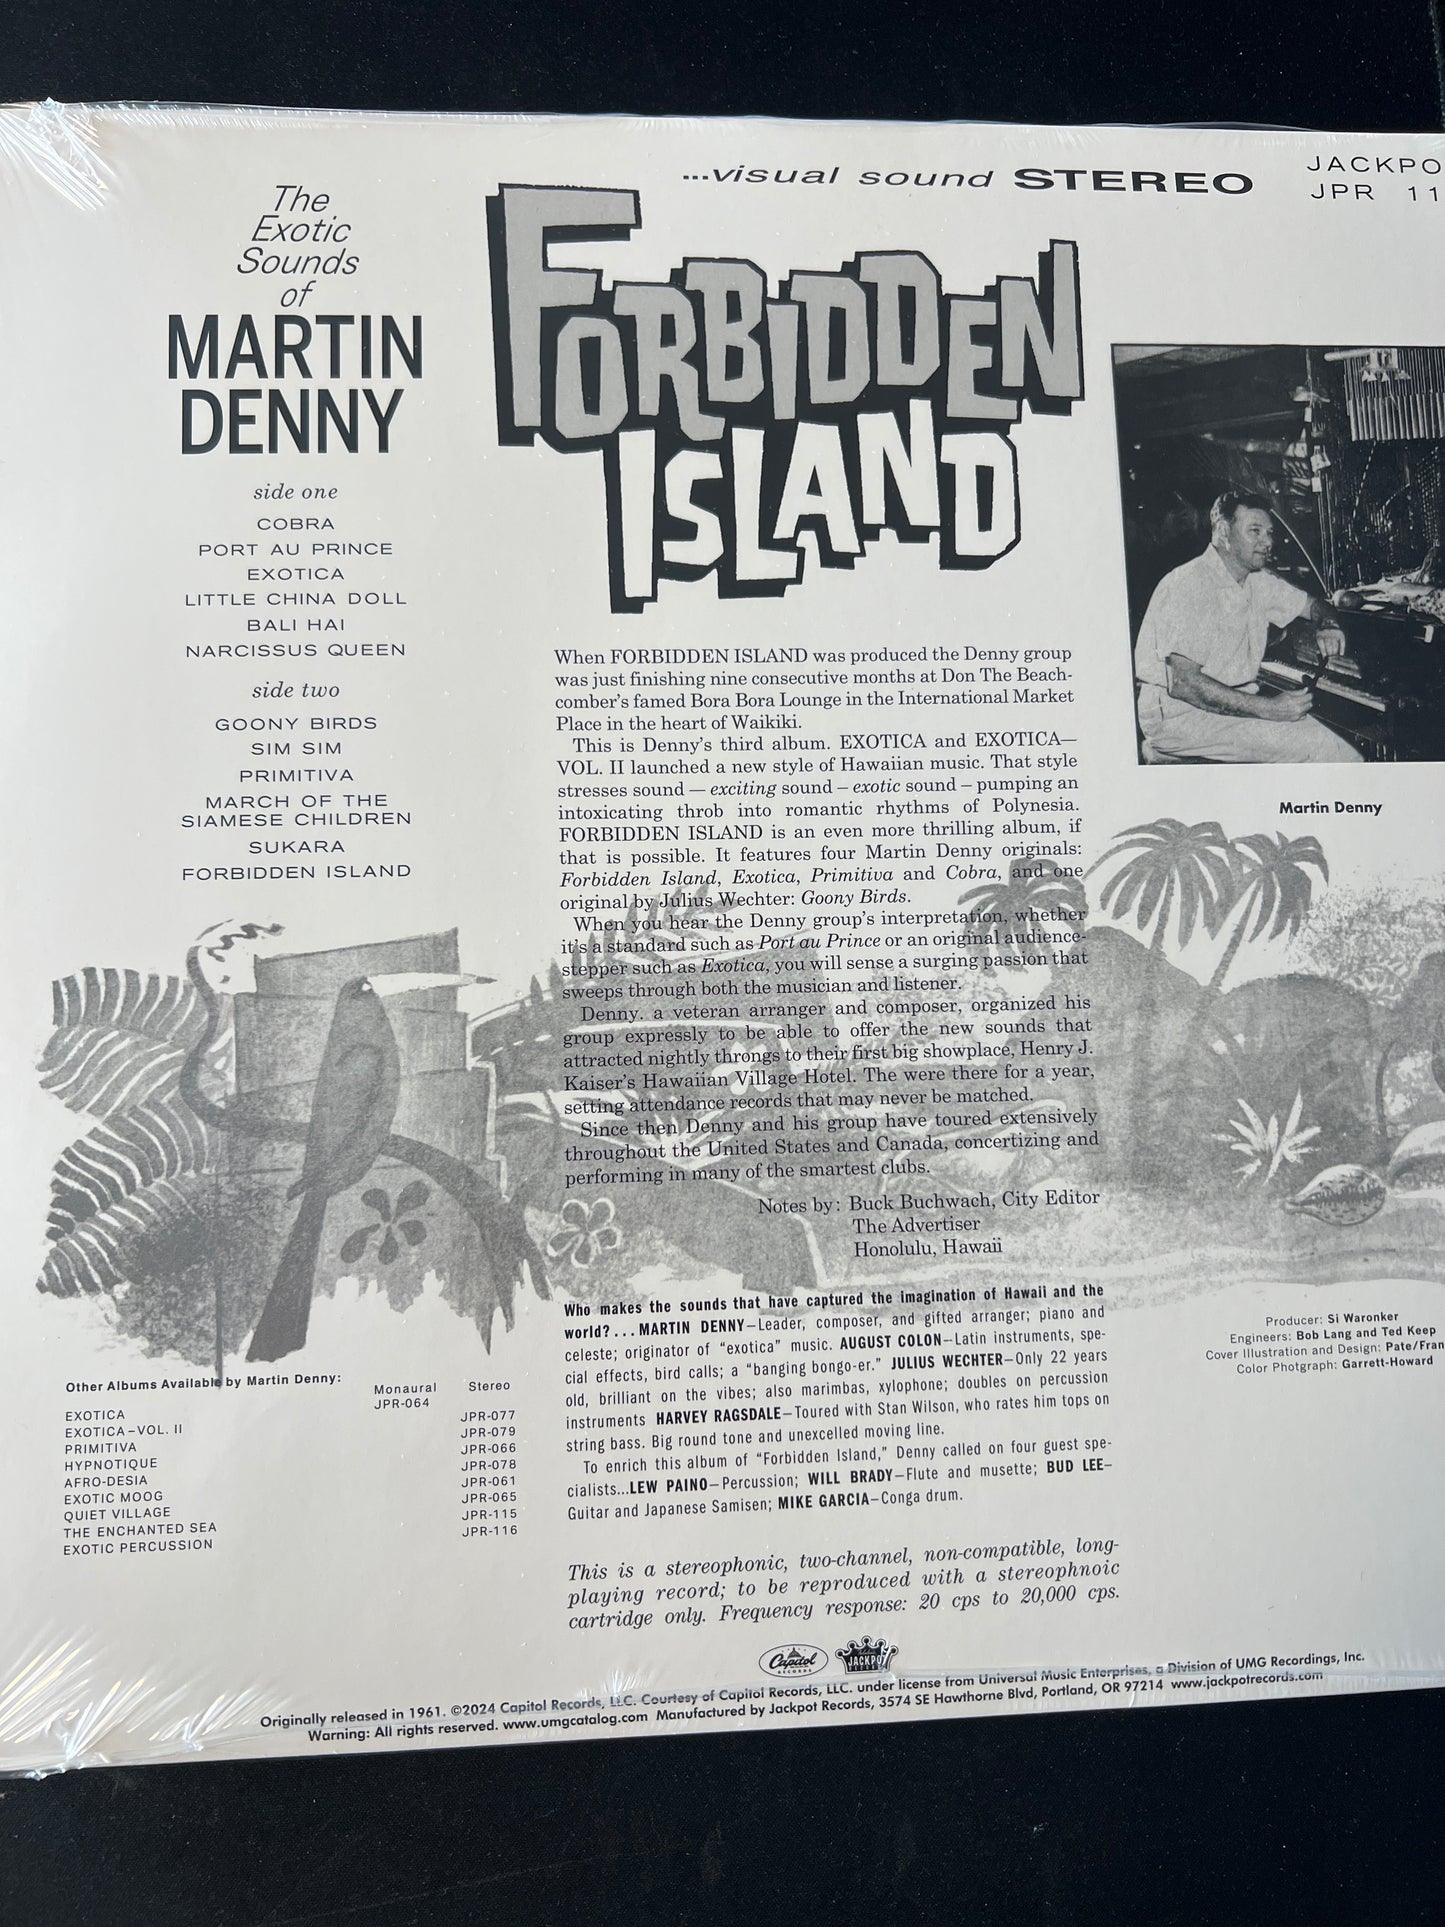 ...visual sound STEREO
JACKPO
JPR 11
The
Exotic
Sounds
of
MARTIN
DENNY
side one
COBRA
PORT AU PRINCE
EXOTICA
LITTLE CHINA DOLL
BALI HAI
NARCISSUS QUEEN
side two
GOONY BIRDS
SIM SIM
PRIMITIVA
MARCH OF THE
SIAMESE CHILDREN
SUKARA
FORBIDDEN ISLAND
FORBIDDEN
ISLAND
When FORBIDDEN ISLAND was produced the Denny group
was just finishing nine consecutive months at Don The Beach-
comber's famed Bora Bora Lounge in the International Market
Place in the heart of Waikiki.
This is Denny's third album. EXOTICA and EXOTICA—
VOL. II launched a new style of Hawaiian music. That style
stresses sound — exciting sound – exotic sound – pumping an
intoxicating throb into romantic rhythms of Polynesia.
FORBIDDEN ISLAND is an even more thrilling album, if
that is possible. It features four Martin Denny originals:
Forbidden Island, Exotica, Primitiva and Cobra, and one
original by Julius Wechter: Goony Birds.
When you hear the Denny group's interpretation, whether
it's a standard such as Port au Prince or an original audience-
stepper such as Exotica, you will sense a surging passion that
sweeps through both the musician and listener.
Denny. a veteran arranger and composer, organized his
group expressly to be able to offer the new sounds that
attracted nightly throngs to their first big showplace, Henry J.
Kaiser's Hawaiian Village Hotel. The were there for a year,
setting attendance records that may never be matched.
Since then Denny and his group have toured extensively
throughout the United States and Canada, concertizing and
performing in many of the smartest clubs.
Notes by: Buck Buchwach, City Editor
The Advertiser
Honolulu, Hawaii
Martin Denny
Who makes the sounds that have captured the imagination of Hawaii and the
world? . . . MARTIN DENNY–Leader, composer, and gifted arranger; piano and
celeste; originator of "exotica" music. AUGUST COLON–Latin instruments, spe-
cial effects, bird calls; a "banging bongo-er." JULIUS WECHTER–Only 22 years
old, brilliant on the vibes; also marimbas, xylophone; doubles on percussion
instruments HARVEY RAGSDALE–Toured with Stan Wilson, who rates him tops on
string bass. Big round tone and unexcelled moving line.
To enrich this album of "Forbidden Island," Denny called on four guest spe-
cialists...LEW PAINO–Percussion; WILL BRADY–Flute and musette; BUD LEE–
Guitar and Japanese Samisen; MIKE GARCIA–Conga drum.
Producer: Si Waronker
Engineers: Bob Lang and Ted Keep
Cover Illustration and Design: Pate/Fran
Color Photgraph: Garrett-Howard
Other Albums Available by Martin Denny:
Monaural Stereo
JPR-064
EXOTICA JPR-077
EXOTICA–VOL. II JPR-079
PRIMITIVA JPR-066
HYPNOTIQUE JPR-078
AFRO-DESIA JPR-061
EXOTIC MOOG JPR-065
QUIET VILLAGE JPR-115
THE ENCHANTED SEA JPR-116
EXOTIC PERCUSSION
This is a stereophonic, two-channel, non-compatible, long-
playing record; to be reproduced with a stereophnoic
cartridge only. Frequency response: 20 cps to 20,000 cps.
Capitol
RECORDS
JACKPOT
Originally released in 1961. ©2024 Capitol Records, LLC. Courtesy of Capitol Records, LLC. under license from Universal Music Enterprises, a Division of UMG Recordings, Inc.
Warning: All rights reserved. www.umgcatalog.com Manufactured by Jackpot Records, 3574 SE Hawthorne Blvd, Portland, OR 97214 www.jackpotrecords.com